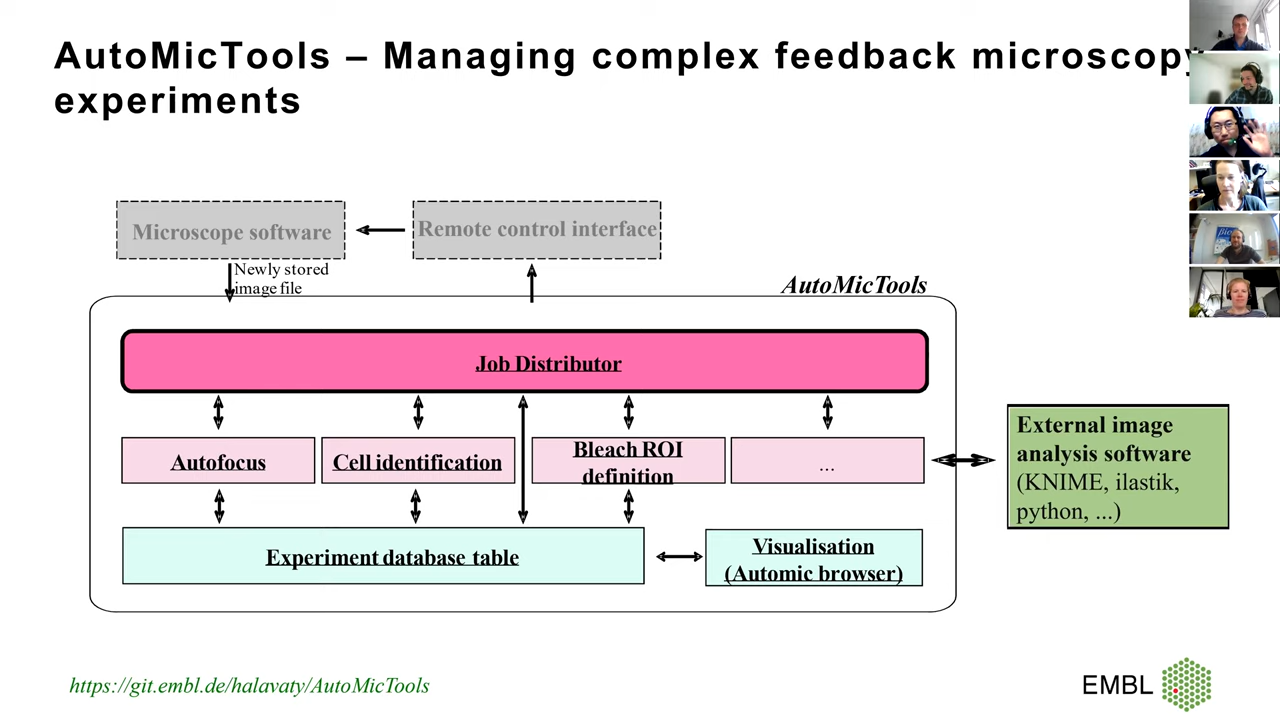 AutoMicTools – Managing complex feedback microscopy
experiments
Microscope software
Remote control interface
Newly stored
image file
AutoMicTools
Job Distributor
Autofocus
Cell identification
Bleach ROI
definition
...
External image
analysis software
(KNIME, ilastik,
python, ...)
Experiment database table
Visualisation
(Automic browser)
https://git.embl.de/halavaty/AutoMicTools
EMBL